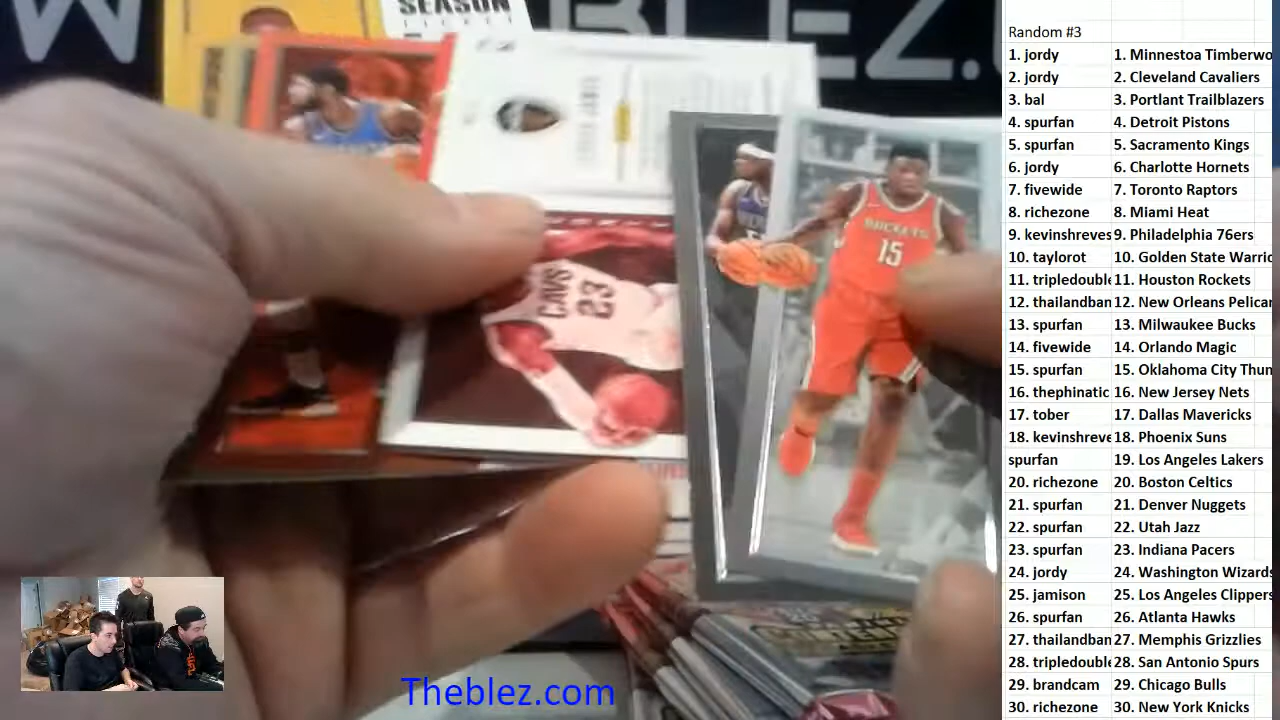 SEASON
TICKET
BLEZ.
CAVS
23
ROCKETS
15
Theblez.com
Random #3
1. jordy 1. Minnestoa Timberwo
2. jordy 2. Cleveland Cavaliers
3. bal 3. Portlant Trailblazers
4. spurfan 4. Detroit Pistons
5. spurfan 5. Sacramento Kings
6. jordy 6. Charlotte Hornets
7. fivewide 7. Toronto Raptors
8. richezone 8. Miami Heat
9. kevinshreves 9. Philadelphia 76ers
10. taylorot 10. Golden State Warric
11. tripledouble 11. Houston Rockets
12. thailandban 12. New Orleans Pelicar
13. spurfan 13. Milwaukee Bucks
14. fivewide 14. Orlando Magic
15. spurfan 15. Oklahoma City Thun
16. thephinatic 16. New Jersey Nets
17. tober 17. Dallas Mavericks
18. kevinshreve 18. Phoenix Suns
spurfan 19. Los Angeles Lakers
20. richezone 20. Boston Celtics
21. spurfan 21. Denver Nuggets
22. spurfan 22. Utah Jazz
23. spurfan 23. Indiana Pacers
24. jordy 24. Washington Wizards
25. jamison 25. Los Angeles Clippers
26. spurfan 26. Atlanta Hawks
27. thailandban 27. Memphis Grizzlies
28. tripledouble 28. San Antonio Spurs
29. brandcam 29. Chicago Bulls
30. richezone 30. New York Knicks